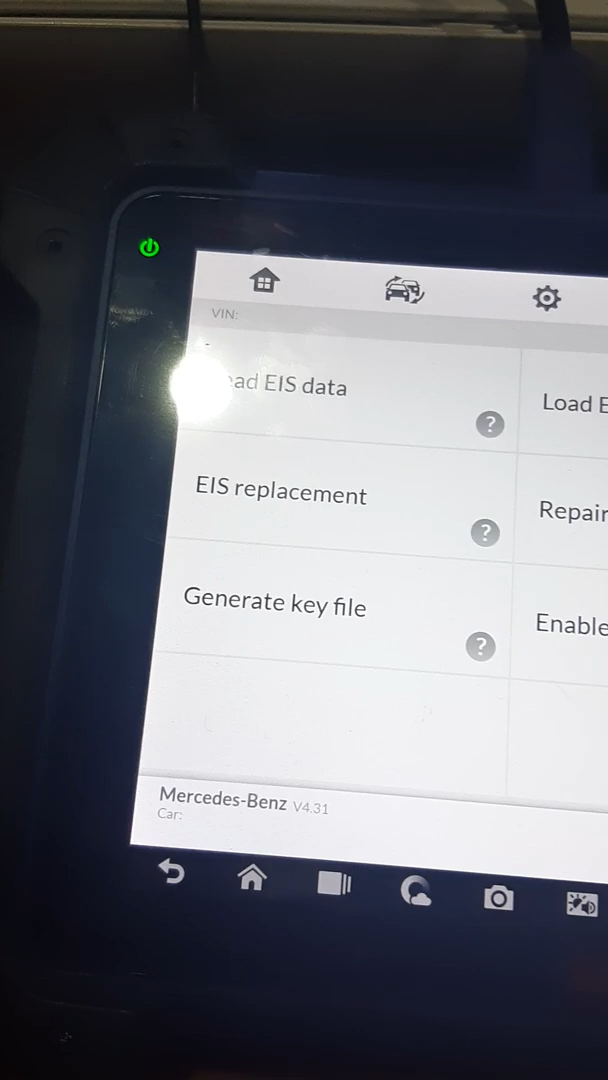 VIN:
ad EIS data
Load E
EIS replacement
Repair
Generate key file
Enable
Mercedes-Benz V4.31
Car: